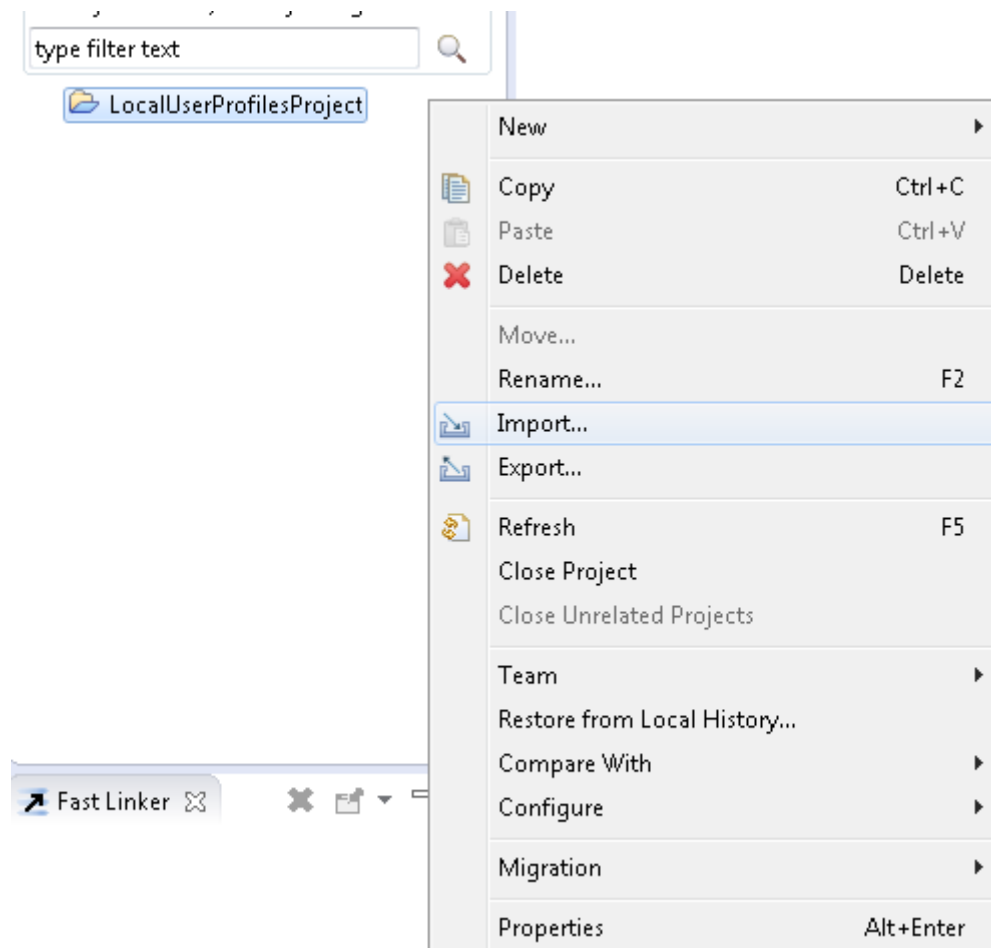 type filter text
LocalUserProfilesProject
New
Copy Ctrl+C
Paste Ctrl+V
Delete Delete
Move...
Rename... F2
Import...
Export...
Refresh F5
Close Project
Close Unrelated Projects
Team
Restore from Local History...
Compare With
Fast Linker
Configure
Migration
Properties Alt+Enter